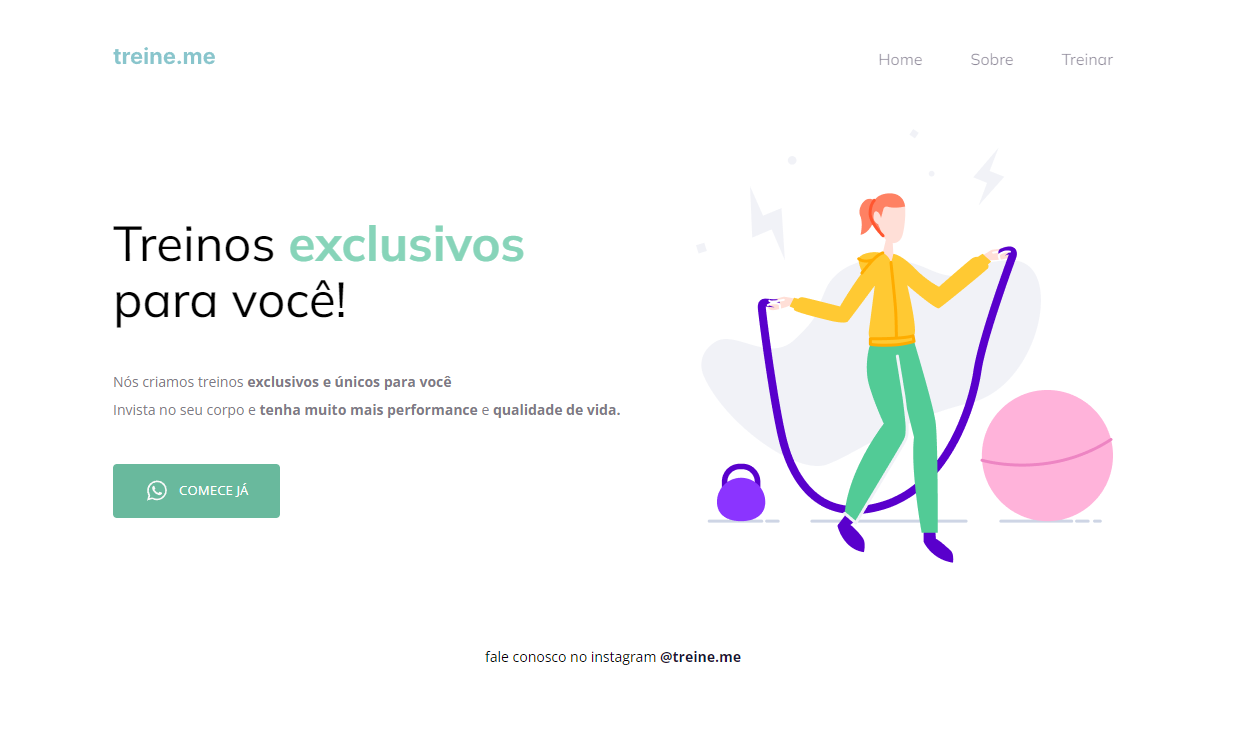 treine.me
Home Sobre Treinar
Treinos exclusivos
para você!
Nós criamos treinos exclusivos e únicos para você
Invista no seu corpo e tenha muito mais performance e qualidade de vida.
COMECE JÁ
fale conosco no instagram @treine.me